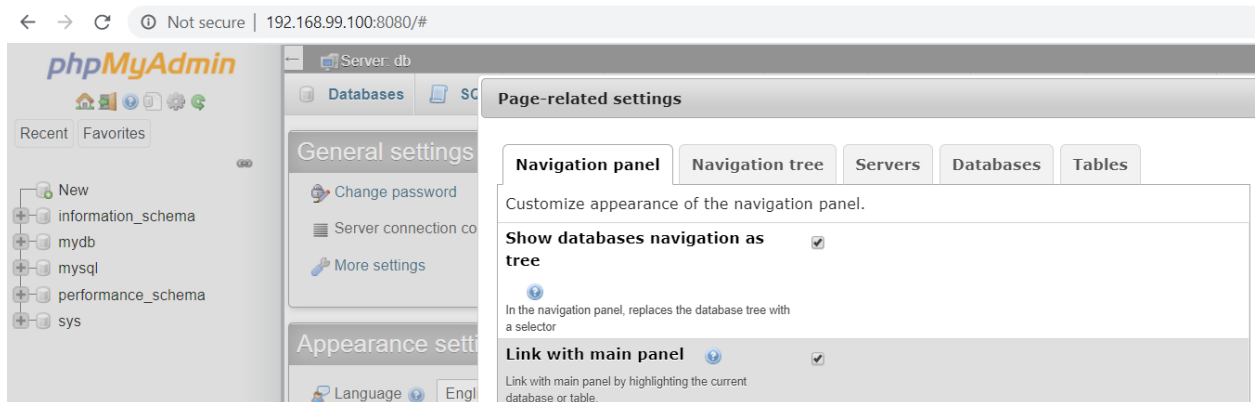 Not secure | 192.168.99.100:8080/#
phpMyAdmin
Recent Favorites
New
information_schema
mydb
mysql
performance_schema
sys
Server: db
Databases SC
General settings
Change password
Server connection co
More settings
Appearance setti
Language Engli
Page-related settings
Navigation panel Navigation tree Servers Databases Tables
Customize appearance of the navigation panel.
Show databases navigation as
tree
In the navigation panel, replaces the database tree with
a selector
Link with main panel
Link with main panel by highlighting the current
database or table.